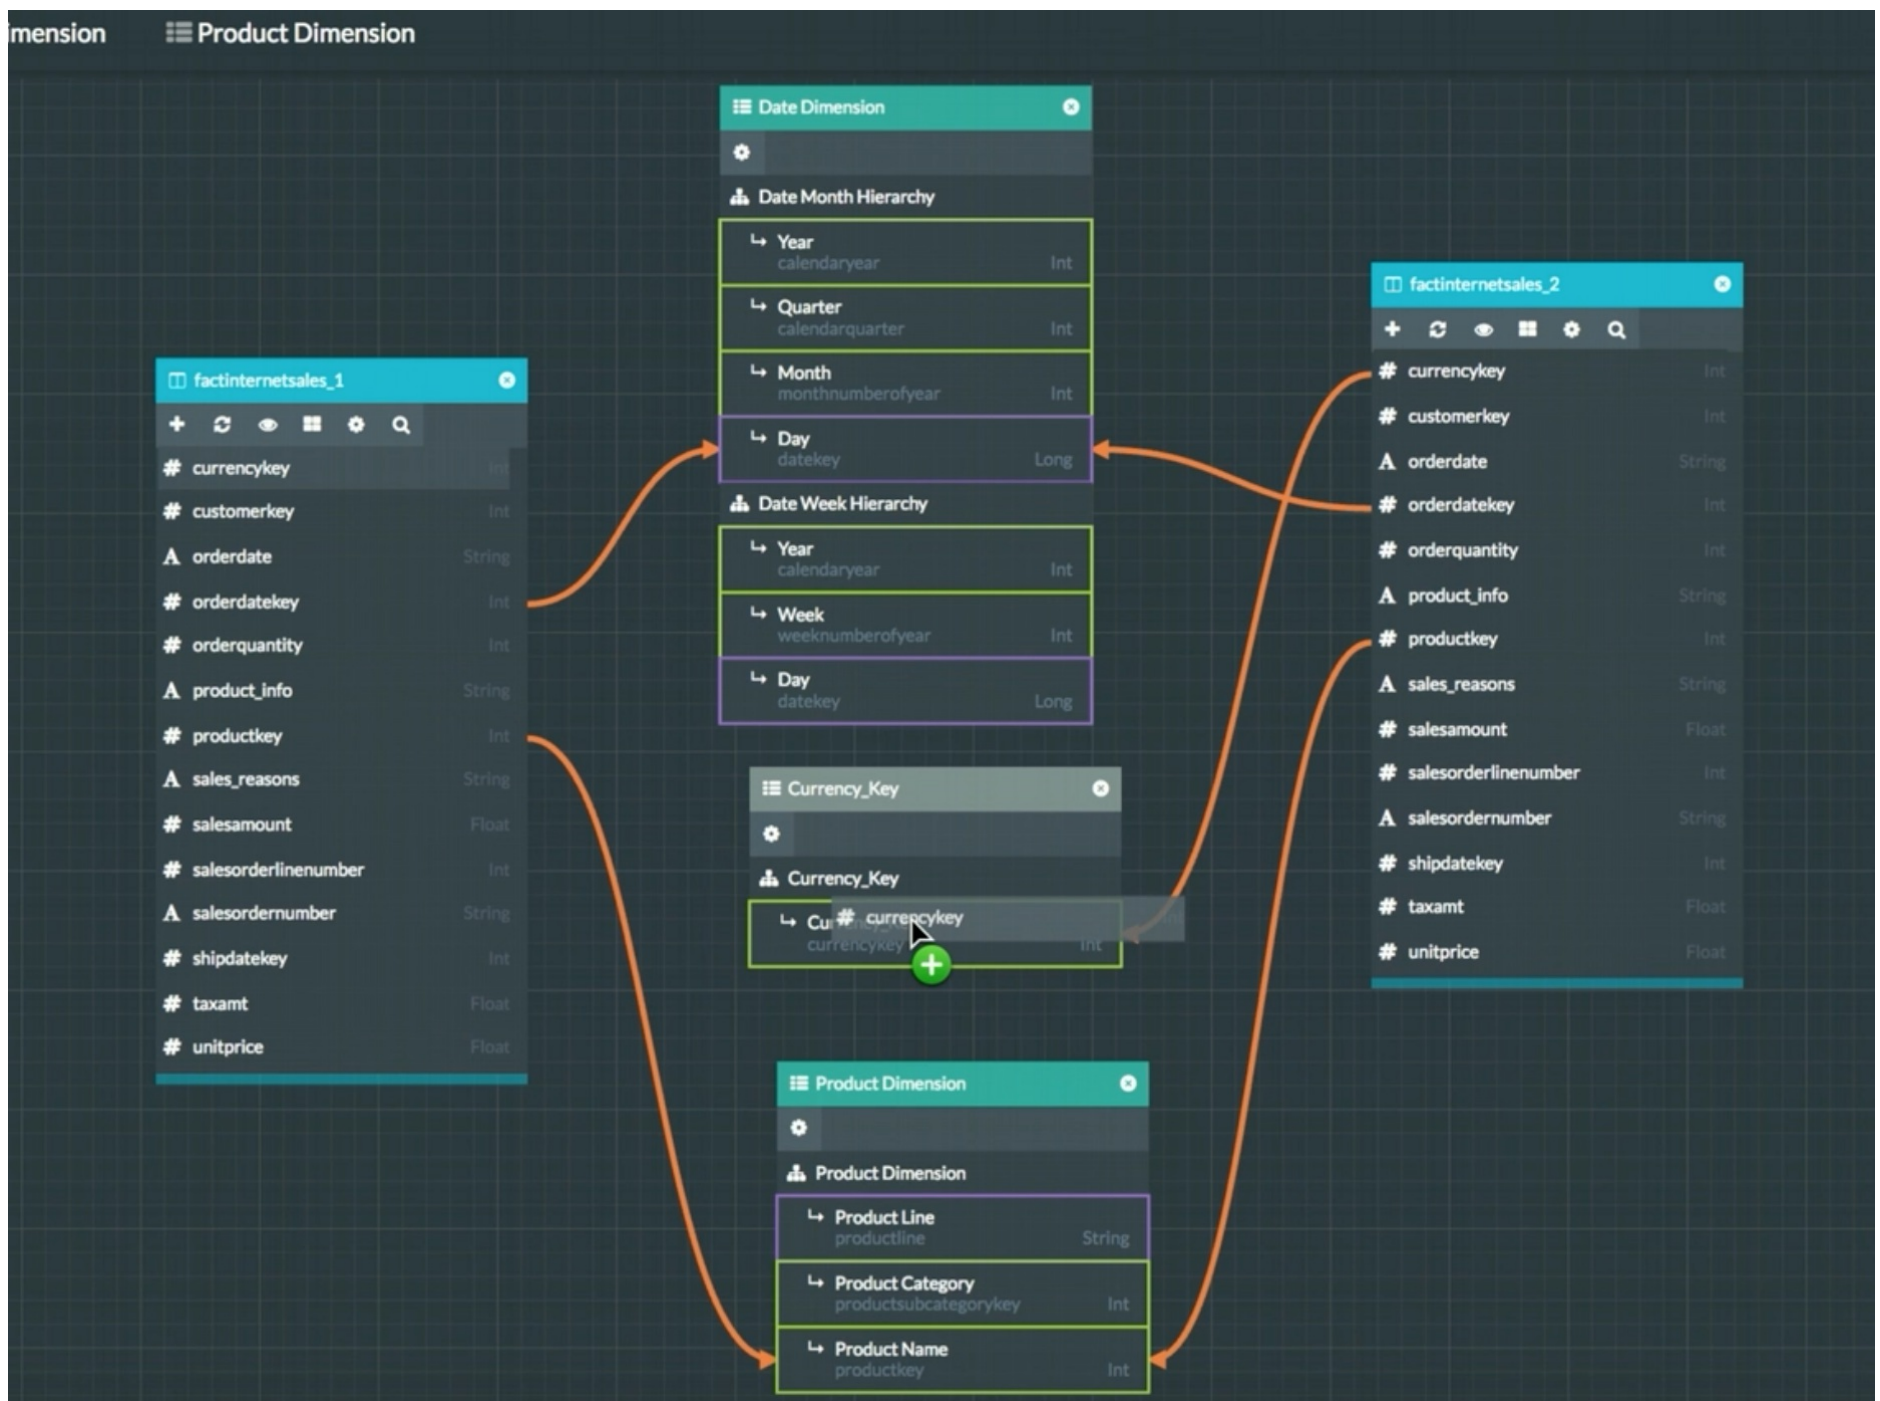 imension
Product Dimension
Date Dimension
Date Month Hierarchy
Year
calendaryear Int
Quarter
calendarquarter Int
Month
monthnumberofyear Int
Day
datekey Long
Date Week Hierarchy
Year
calendaryear Int
Week
weeknumberofyear Int
Day
datekey Long
factinternetsales_1
# currencykey Int
# customerkey Int
A orderdate String
# orderdatekey Int
# orderquantity Int
A product_info String
# productkey Int
A sales_reasons String
# salesamount Float
# salesorderlinenumber Int
A salesordernumber String
# shipdatekey Int
# taxamt Float
# unitprice Float
Currency_Key
Currency_Key
# currencykey
currencykey Int
Product Dimension
Product Dimension
Product Line
productline String
Product Category
productsubcategorykey Int
Product Name
productkey Int
factinternetsales_2
# currencykey Int
# customerkey Int
A orderdate String
# orderdatekey Int
# orderquantity Int
A product_info String
# productkey Int
A sales_reasons String
# salesamount Float
# salesorderlinenumber Int
A salesordernumber String
# shipdatekey Int
# taxamt Float
# unitprice Float